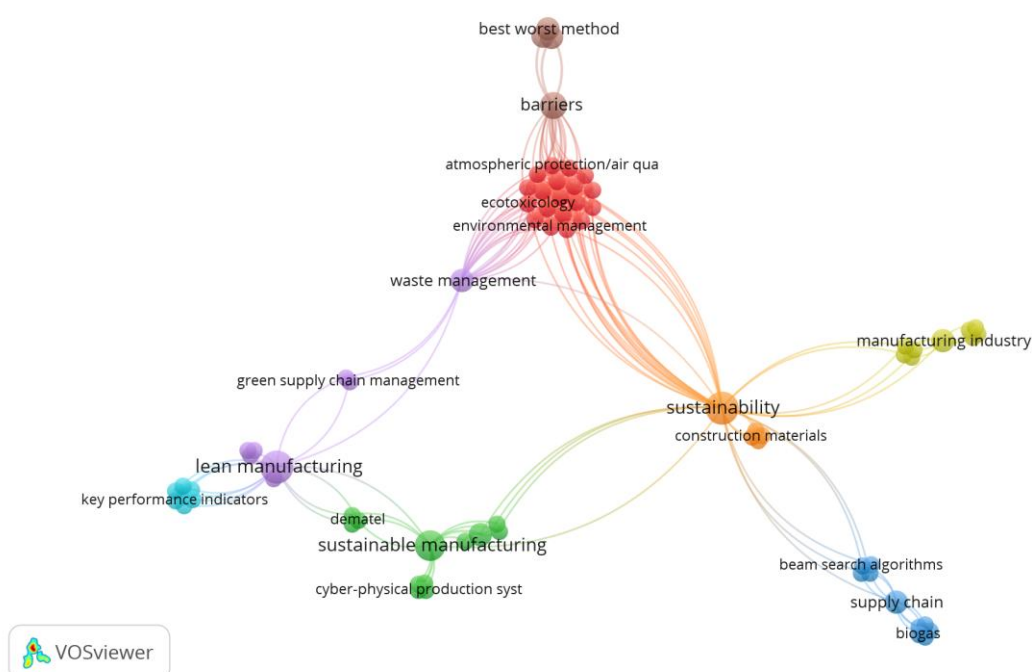 best worst method
barriers
atmospheric protection/air qua
ecotoxicology
environmental management
waste management
manufacturing industry
green supply chain management
sustainability
construction materials
lean manufacturing
key performance indicators
dematel
sustainable manufacturing
beam search algorithms
cyber-physical production syst
supply chain
biogas
VOSviewer